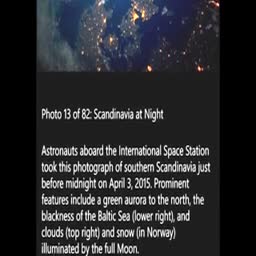 Photo 13 of 82: Scandinavia at Night
Astronauts aboard the International Space Station
took this photograph of southern Scandinavia just
before midnight on April 3, 2015. Prominent
features include a green aurora to the north, the
blackness of the Baltic Sea (lower right), and
clouds (top right) and snow (in Norway)
illuminated by the full Moon.